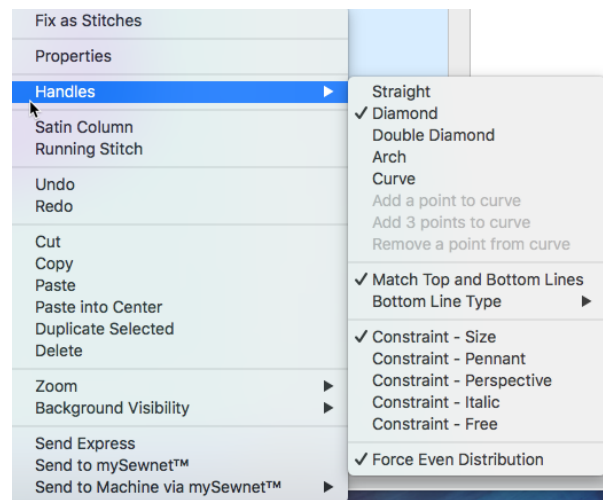 Fix as Stitches
Properties
Handles
Satin Column
Running Stitch
Undo
Redo
Cut
Copy
Paste
Paste into Center
Duplicate Selected
Delete
Zoom
Background Visibility
Send Express
Send to mySewnet™
Send to Machine via mySewnet™
Straight
Diamond
Double Diamond
Arch
Curve
Add a point to curve
Add 3 points to curve
Remove a point from curve
Match Top and Bottom Lines
Bottom Line Type
Constraint - Size
Constraint - Pennant
Constraint - Perspective
Constraint - Italic
Constraint - Free
Force Even Distribution